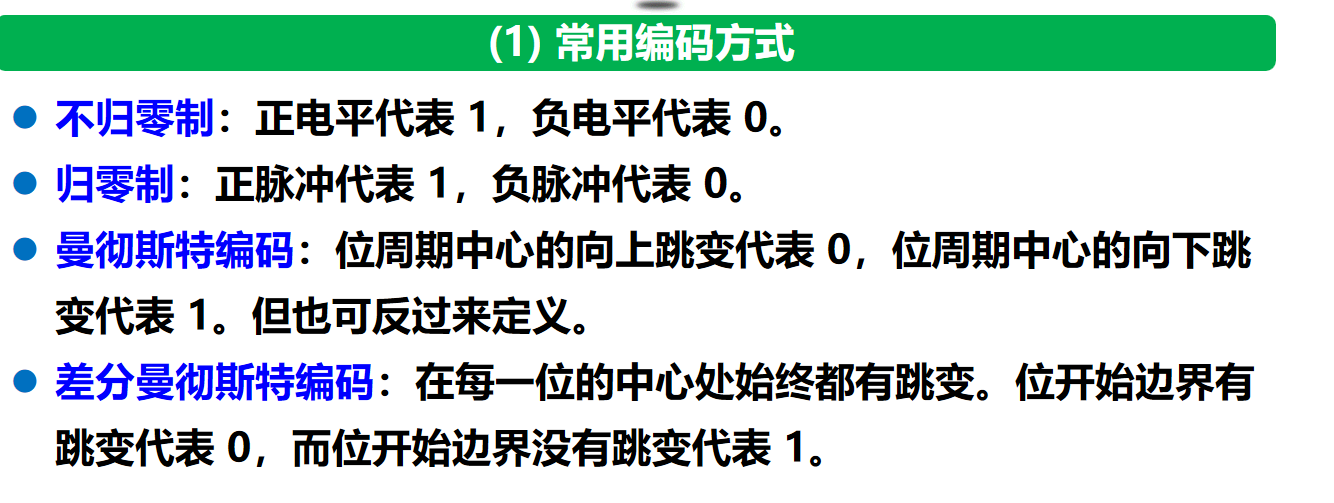 (1) 常用编码方式
不归零制：正电平代表 1，负电平代表 0。
归零制：正脉冲代表 1，负脉冲代表 0。
曼彻斯特编码：位周期中心的向上跳变代表 0，位周期中心的向下跳
变代表 1。但也可反过来定义。
差分曼彻斯特编码：在每一位的中心处始终都有跳变。位开始边界有
跳变代表 0，而位开始边界没有跳变代表 1。